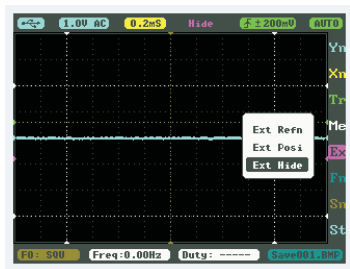 1.0V AC 0.2mS Hide ±200mV AUTO
Yn
Xn
Tr
Me
Ext Refn
Ext Posi
Ex
Ext Hide
Fn
Sn
St
FO: SQU Freq:0.00Hz Duty: ----- Save001.BMP